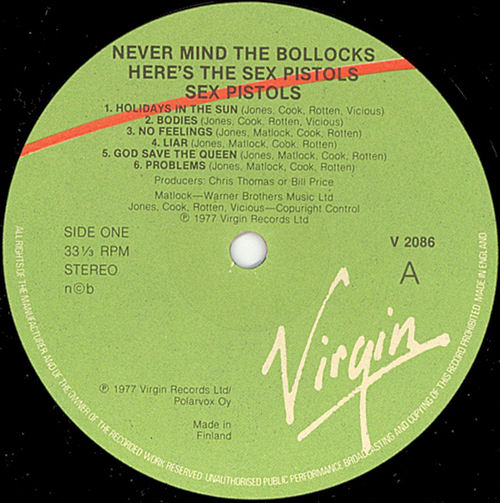 NEVER MIND THE BOLLOCKS
HERE'S THE SEX PISTOLS
SEX PISTOLS
1. HOLIDAYS IN THE SUN (Jones, Cook, Rotten, Vicious)
2. BODIES (Jones, Cook, Rotten, Vicious)
3. NO FEELINGS (Jones, Matlock, Cook, Rotten)
4. LIAR (Jones, Matlock, Cook, Rotten)
5. GOD SAVE THE QUEEN (Jones, Matlock, Cook, Rotten)
6. PROBLEMS (Jones, Matlock, Cook, Rotten)
Producers: Chris Thomas or Bill Price
Matlock—Warner Brothers Music Ltd
Jones, Cook, Rotten, Vicious—Copyright Control
℗ 1977 Virgin Records Ltd
SIDE ONE
33⅓ RPM
STEREO
n©b
V 2086
A
Virgin
℗ 1977 Virgin Records Ltd/
Polarvox Oy
Made in
Finland
ALL RIGHTS OF THE MANUFACTURER AND OF THE OWNER OF THE RECORDED WORK RESERVED UNAUTHORISED PUBLIC PERFORMANCE BROADCASTING AND COPYING OF THIS RECORD PROHIBITED. MADE IN ENGLAND